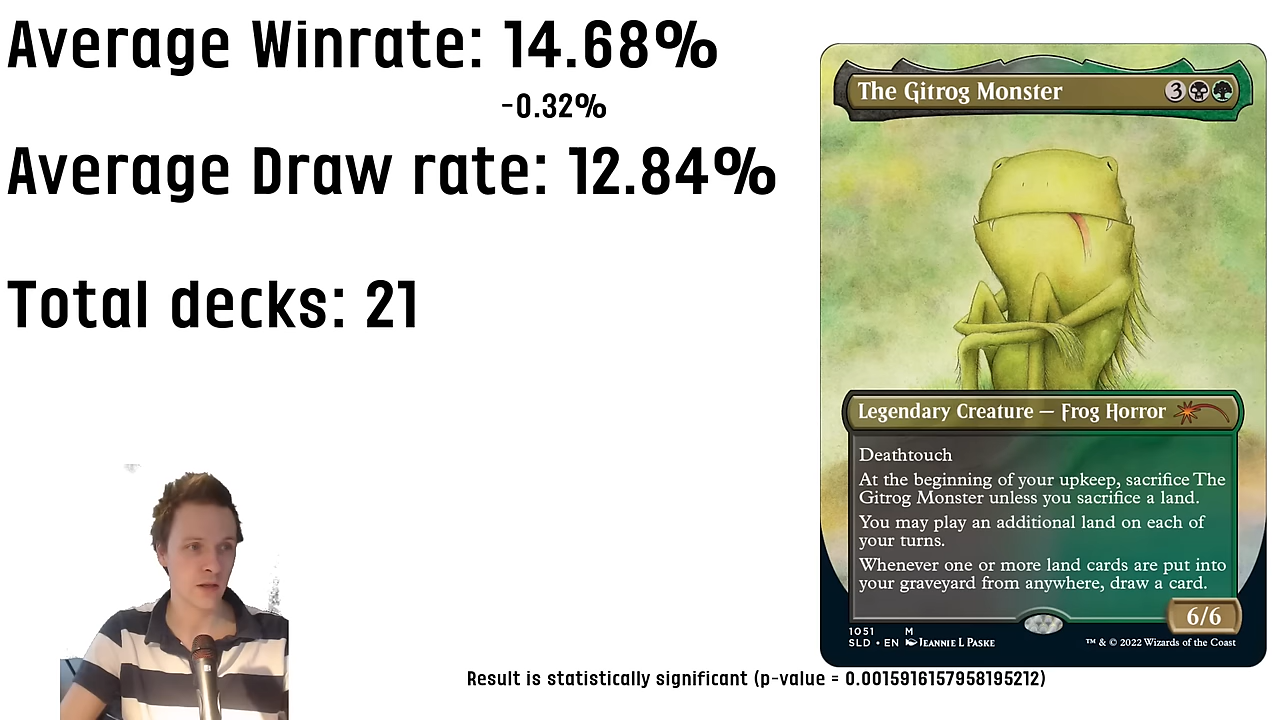 Average Winrate: 14.68%
-0.32%
Average Draw rate: 12.84%
Total decks: 21
The Gitrog Monster 3
Legendary Creature — Frog Horror
Deathtouch
At the beginning of your upkeep, sacrifice The
Gitrog Monster unless you sacrifice a land.
You may play an additional land on each of
your turns.
Whenever one or more land cards are put into
your graveyard from anywhere, draw a card.
6/6
1051 M
SLD • EN JEANNIE L PASKE ™ & © 2022 Wizards of the Coast
Result is statistically significant (p-value = 0.0015916157958195212)